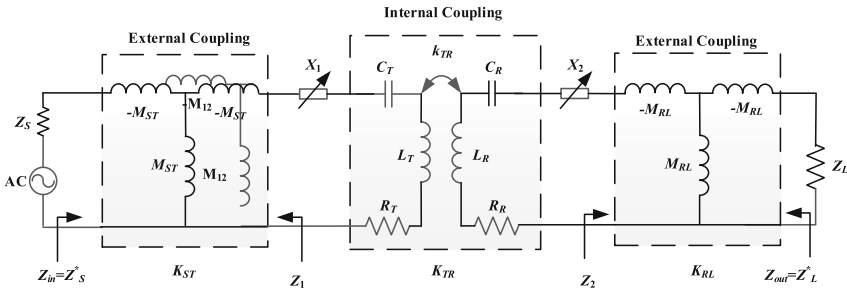 Internal Coupling
External Coupling
External Coupling
k_TR
X_1
C_T
C_R
X_2
-M_ST
-M_12
-M_ST
-M_RL
-M_RL
Z_S
M_ST
M_12
L_T
L_R
M_RL
Z_L
AC
R_T
R_R
Z_in=Z*_S
K_ST
Z_1
K_TR
Z_2
K_RL
Z_out=Z*_L